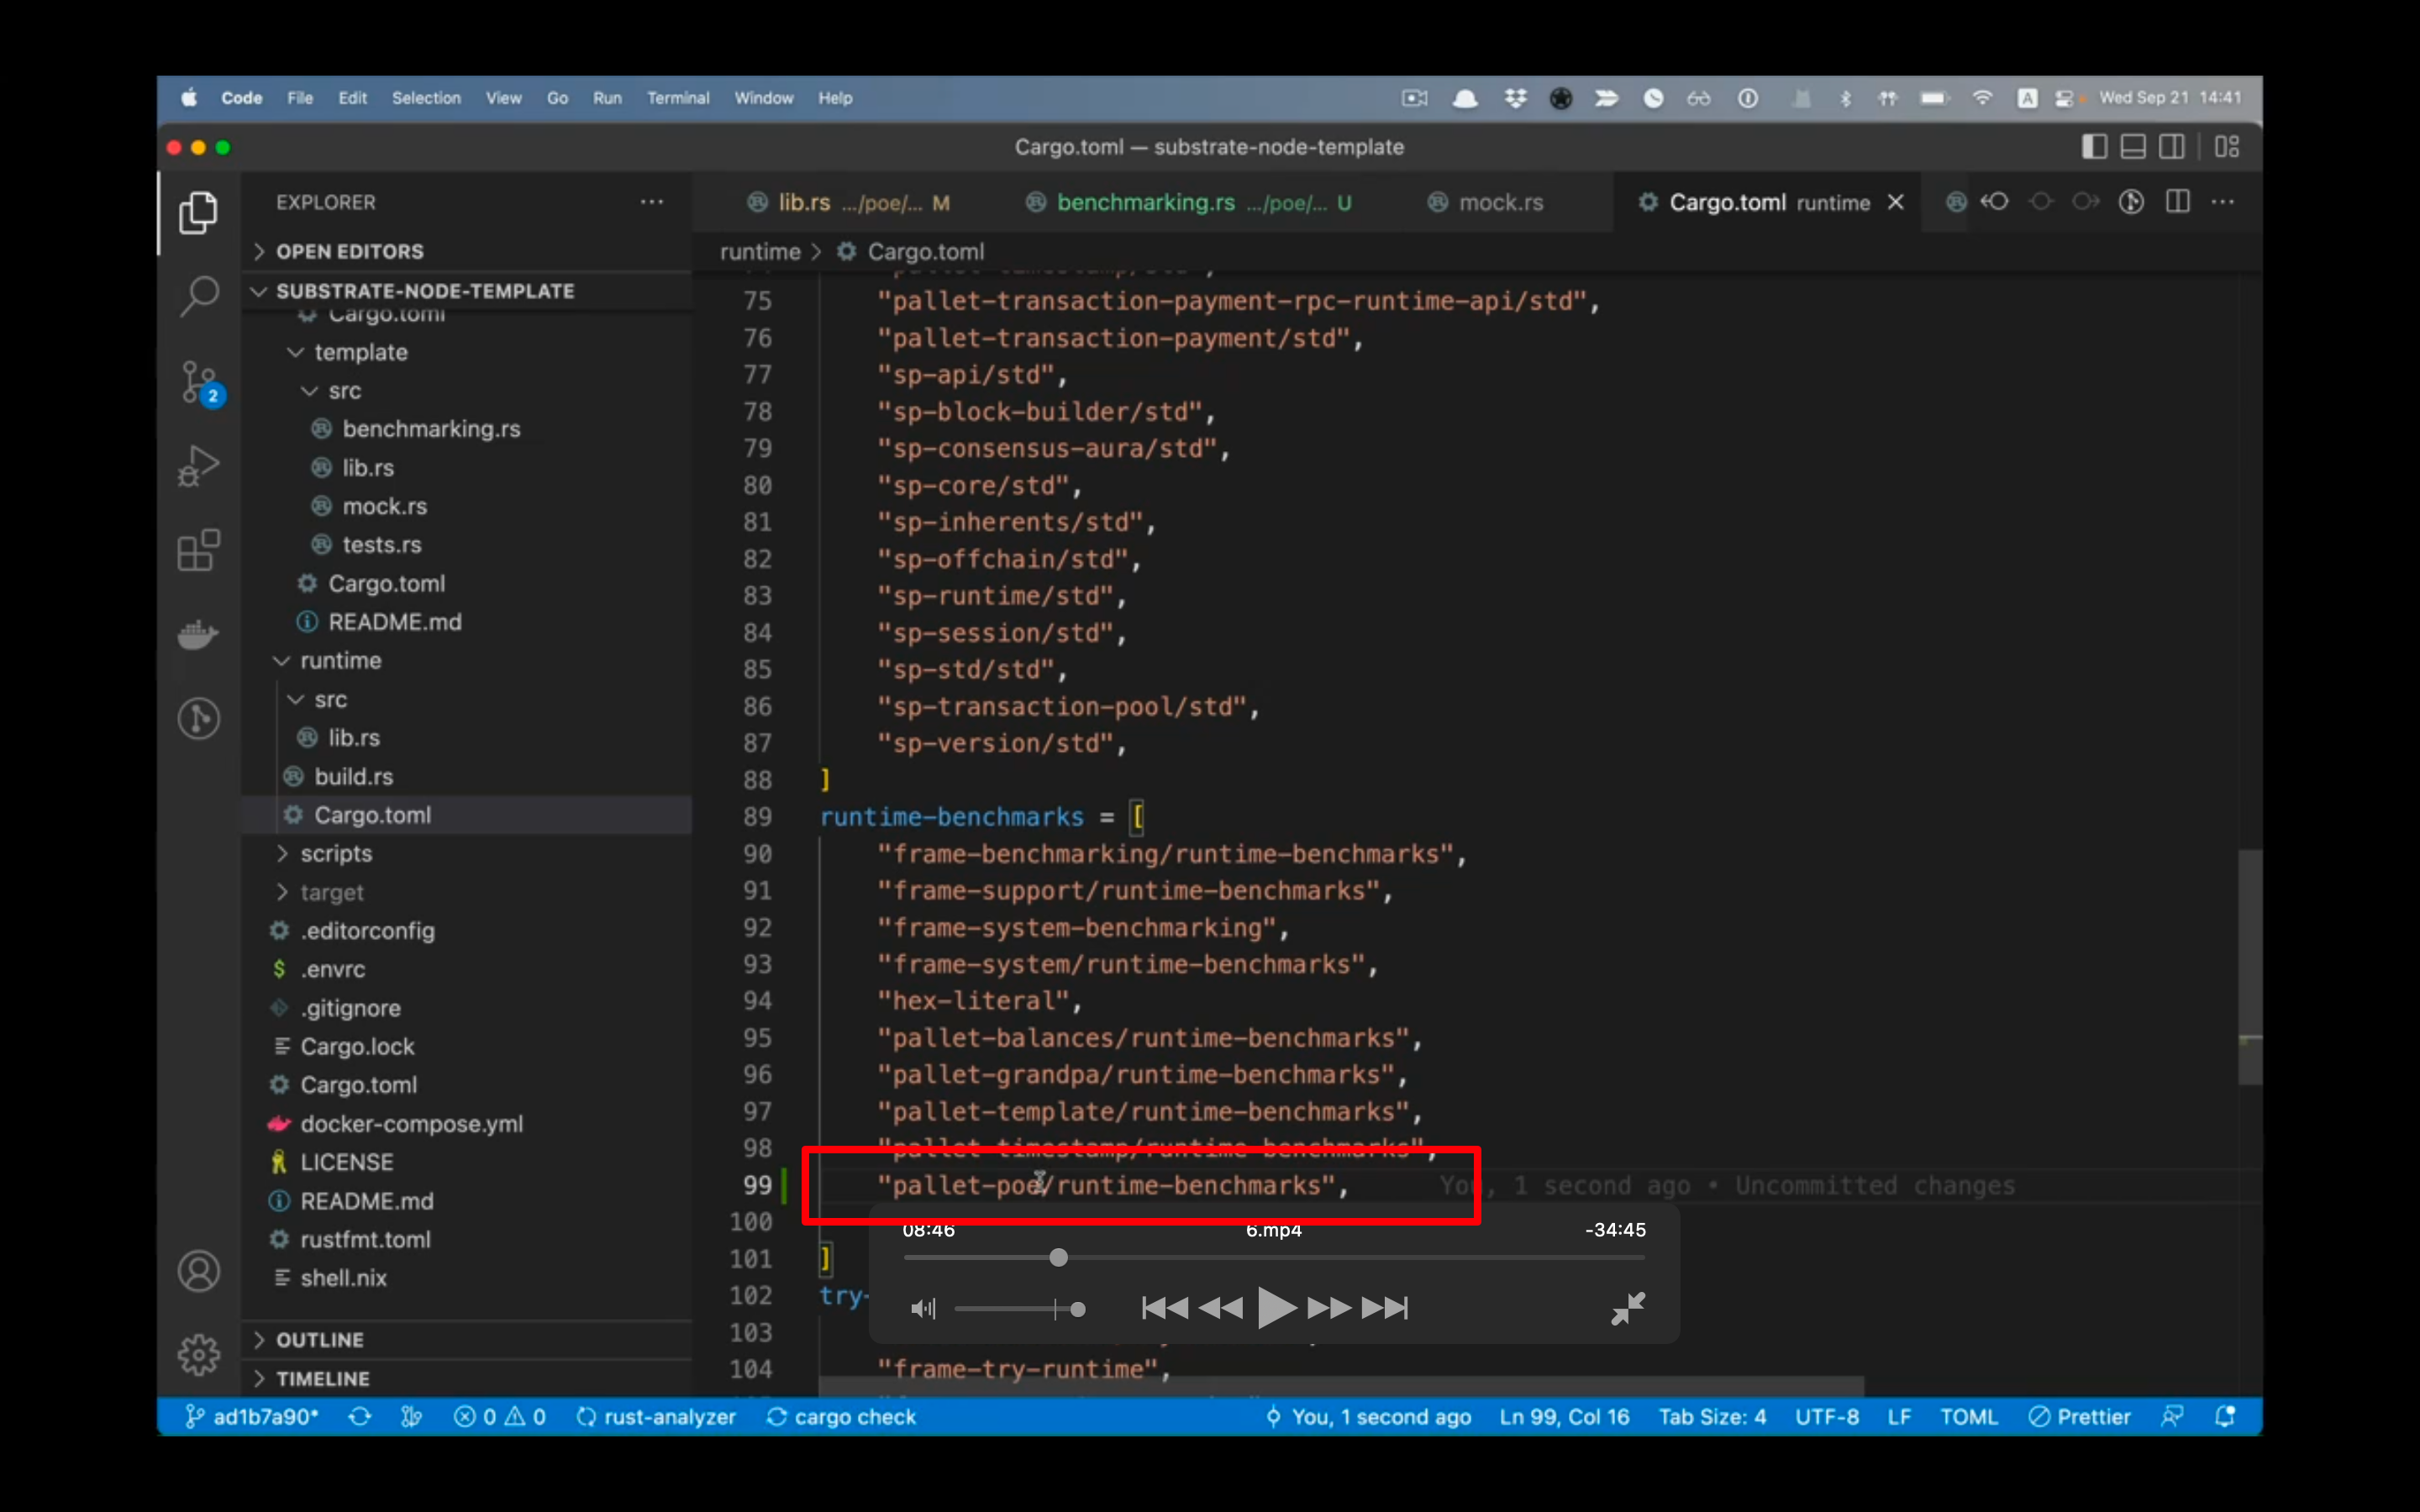 Code File Edit Selection View Go Run Terminal Window Help A Wed Sep 21 14:41
Cargo.toml — substrate-node-template
EXPLORER
OPEN EDITORS
SUBSTRATE-NODE-TEMPLATE
Cargo.toml
template
src
benchmarking.rs
lib.rs
mock.rs
tests.rs
Cargo.toml
README.md
runtime
src
lib.rs
build.rs
Cargo.toml
scripts
target
.editorconfig
$ .envrc
.gitignore
Cargo.lock
Cargo.toml
docker-compose.yml
LICENSE
README.md
rustfmt.toml
shell.nix
OUTLINE
TIMELINE
2
lib.rs .../poe/... M benchmarking.rs .../poe/... U mock.rs Cargo.toml runtime
runtime > Cargo.toml
75 "pallet-transaction-payment-rpc-runtime-api/std",
76 "pallet-transaction-payment/std",
77 "sp-api/std",
78 "sp-block-builder/std",
79 "sp-consensus-aura/std",
80 "sp-core/std",
81 "sp-inherents/std",
82 "sp-offchain/std",
83 "sp-runtime/std",
84 "sp-session/std",
85 "sp-std/std",
86 "sp-transaction-pool/std",
87 "sp-version/std",
88 ]
89 runtime-benchmarks = [
90 "frame-benchmarking/runtime-benchmarks",
91 "frame-support/runtime-benchmarks",
92 "frame-system-benchmarking",
93 "frame-system/runtime-benchmarks",
94 "hex-literal",
95 "pallet-balances/runtime-benchmarks",
96 "pallet-grandpa/runtime-benchmarks",
97 "pallet-template/runtime-benchmarks",
98 "pallet-timestamp/runtime-benchmarks",
99 "pallet-poe/runtime-benchmarks", You, 1 second ago • Uncommitted changes
100
101 ]
102 try-
103
104 "frame-try-runtime",
08:46 6.mp4 -34:45
ad1b7a90* 0 0 rust-analyzer cargo check You, 1 second ago Ln 99, Col 16 Tab Size: 4 UTF-8 LF TOML Prettier